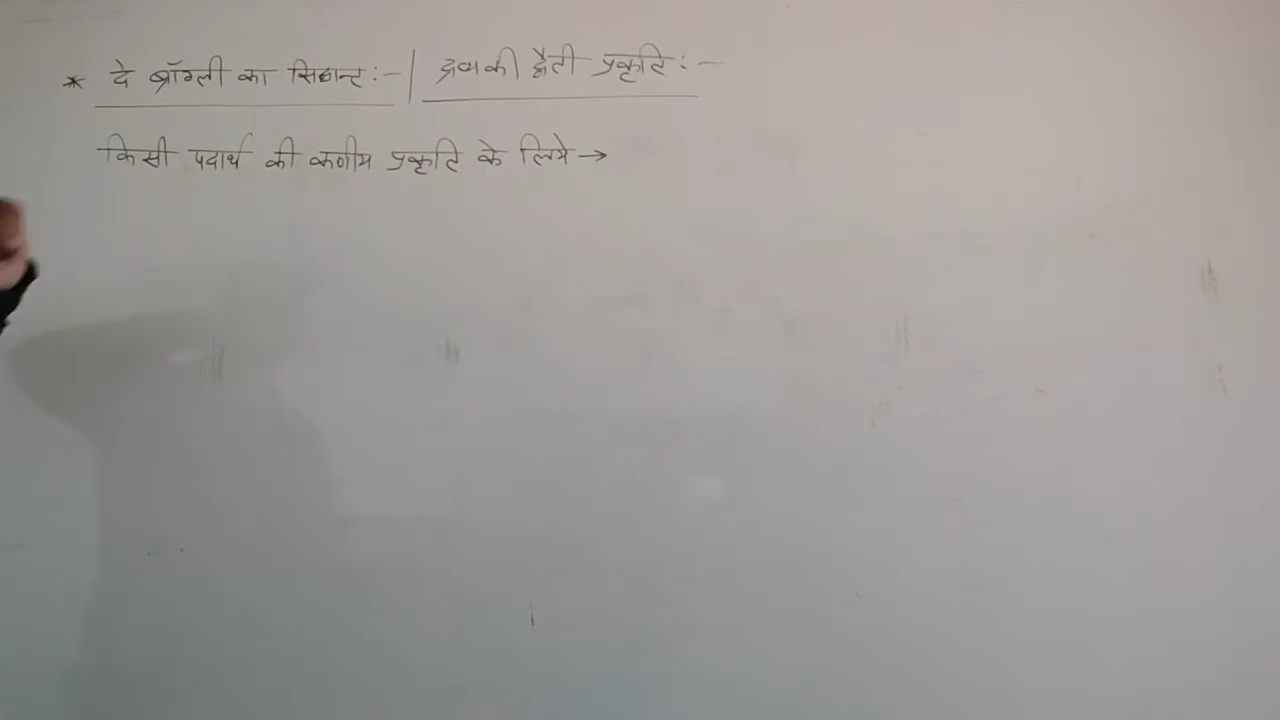 * दे ब्रॉग्ली का सिद्धान्त :- | द्रव्य की द्वैती प्रकृति :-
किसी पदार्थ की कणीय प्रकृति के लिये →